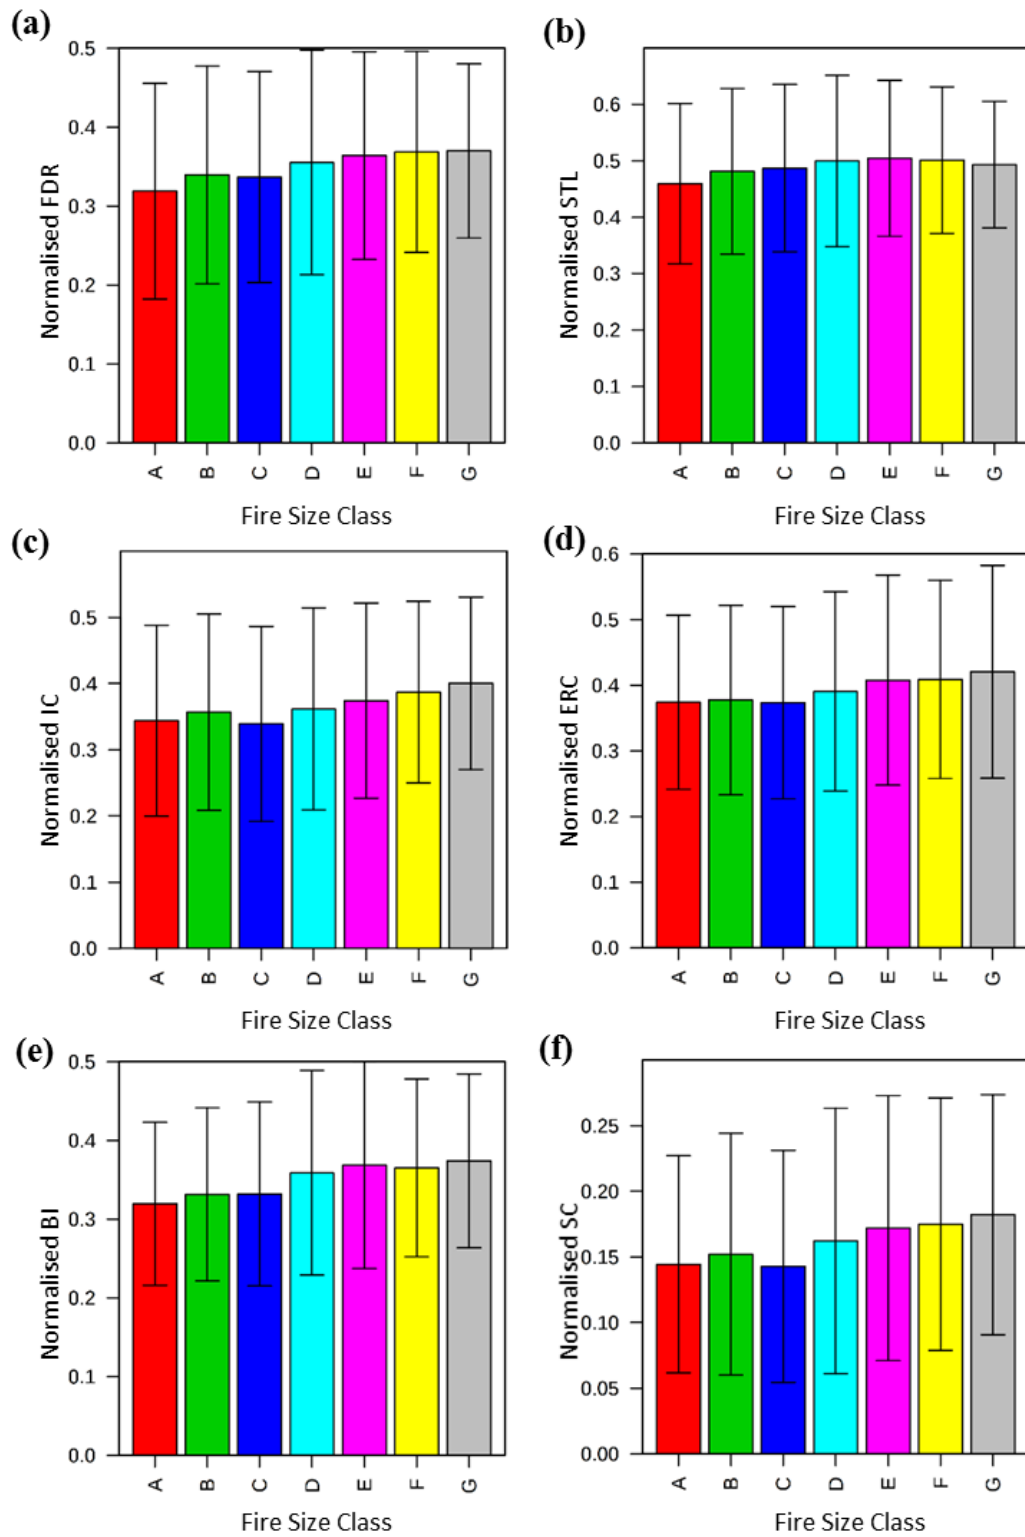 (a)
0.5
0.4
0.3
0.2
0.1
0.0
Normalised FDR
A B C D E F G
Fire Size Class
(b)
0.6
0.5
0.4
0.3
0.2
0.1
0.0
Normalised STL
A B C D E F G
Fire Size Class
(c)
0.5
0.4
0.3
0.2
0.1
0.0
Normalised IC
A B C D E F G
Fire Size Class
(d)
0.6
0.5
0.4
0.3
0.2
0.1
0.0
Normalised ERC
A B C D E F G
Fire Size Class
(e)
0.5
0.4
0.3
0.2
0.1
0.0
Normalised BI
A B C D E F G
Fire Size Class
(f)
0.25
0.20
0.15
0.10
0.05
0.00
Normalised SC
A B C D E F G
Fire Size Class